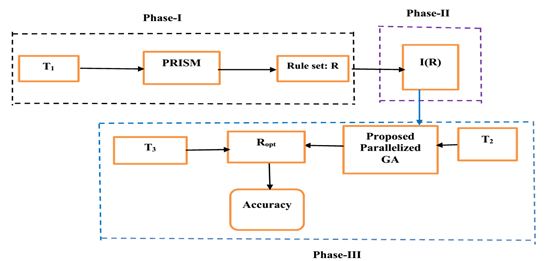 Phase-I
Phase-II
T1
PRISM
Rule set: R
I(R)
T3
Ropt
Proposed
Parallelized
GA
T2
Accuracy
Phase-III